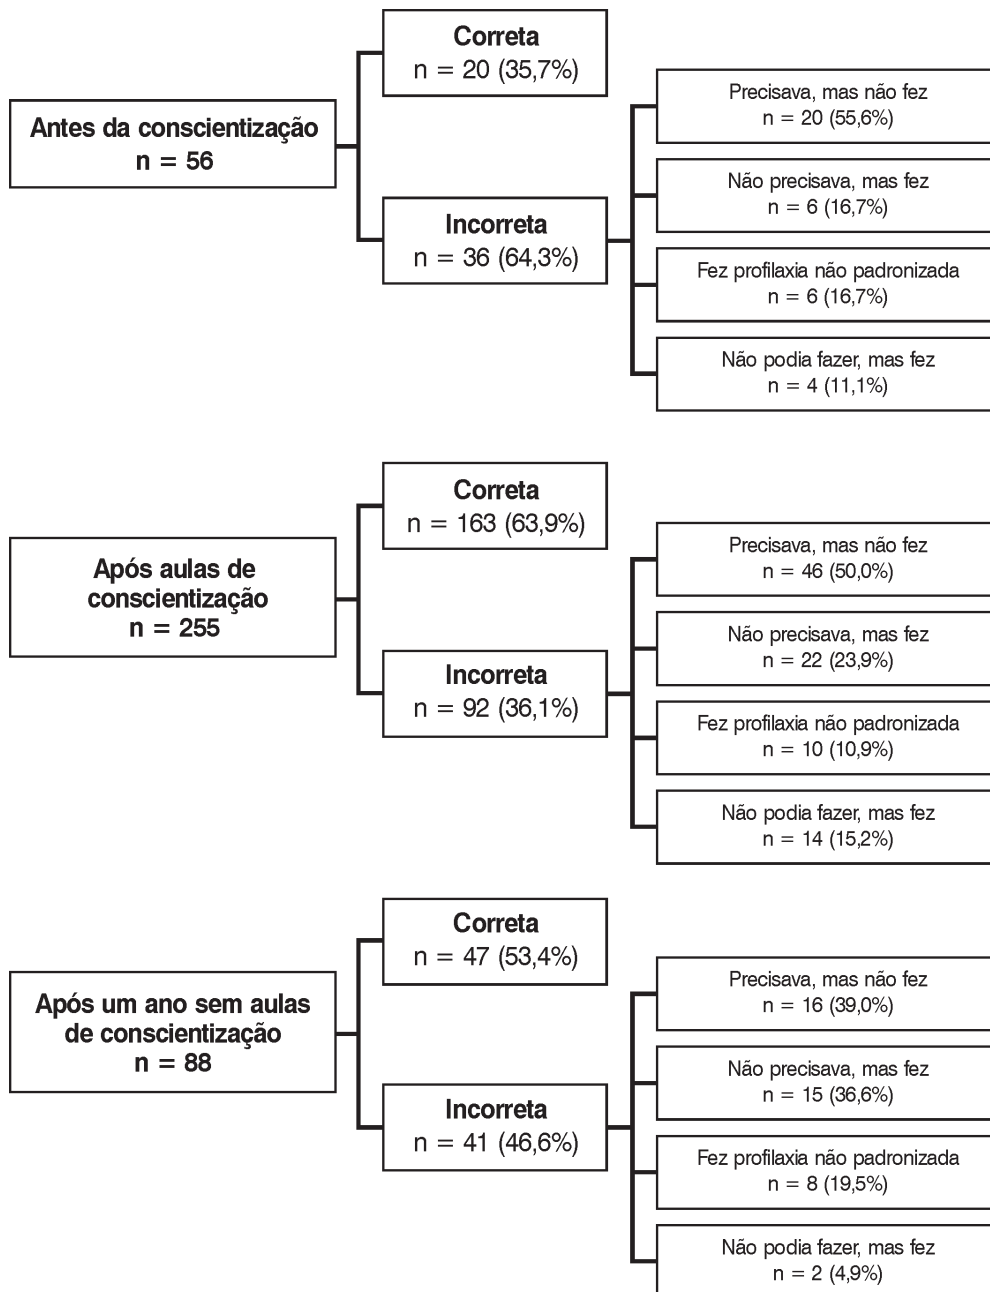 Antes da conscientização
n = 56
Correta
n = 20 (35,7%)
Incorreta
n = 36 (64,3%)
Precisava, mas não fez
n = 20 (55,6%)
Não precisava, mas fez
n = 6 (16,7%)
Fez profilaxia não padronizada
n = 6 (16,7%)
Não podia fazer, mas fez
n = 4 (11,1%)
Após aulas de
conscientização
n = 255
Correta
n = 163 (63,9%)
Incorreta
n = 92 (36,1%)
Precisava, mas não fez
n = 46 (50,0%)
Não precisava, mas fez
n = 22 (23,9%)
Fez profilaxia não padronizada
n = 10 (10,9%)
Não podia fazer, mas fez
n = 14 (15,2%)
Após um ano sem aulas
de conscientização
n = 88
Correta
n = 47 (53,4%)
Incorreta
n = 41 (46,6%)
Precisava, mas não fez
n = 16 (39,0%)
Não precisava, mas fez
n = 15 (36,6%)
Fez profilaxia não padronizada
n = 8 (19,5%)
Não podia fazer, mas fez
n = 2 (4,9%)